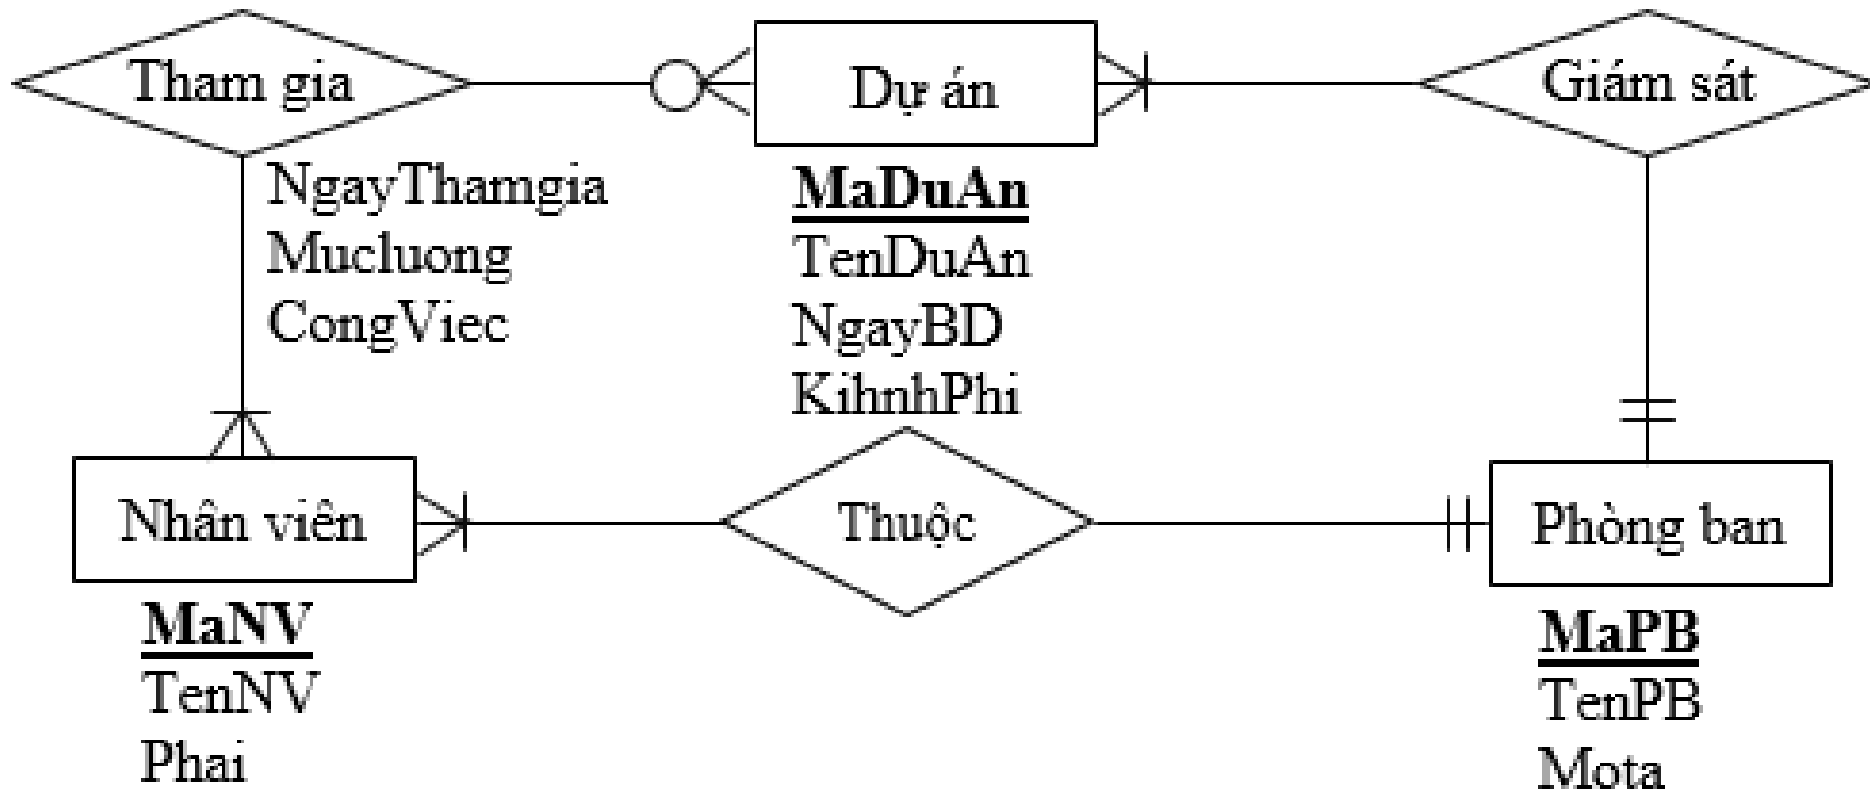 Tham gia
Dự án
Giám sát
NgayThamgia
Mucluong
CongViec
MaDuAn
TenDuAn
NgayBD
KihnhPhi
Nhân viên
Thuộc
Phòng ban
MaNV
TenNV
Phai
MaPB
TenPB
Mota